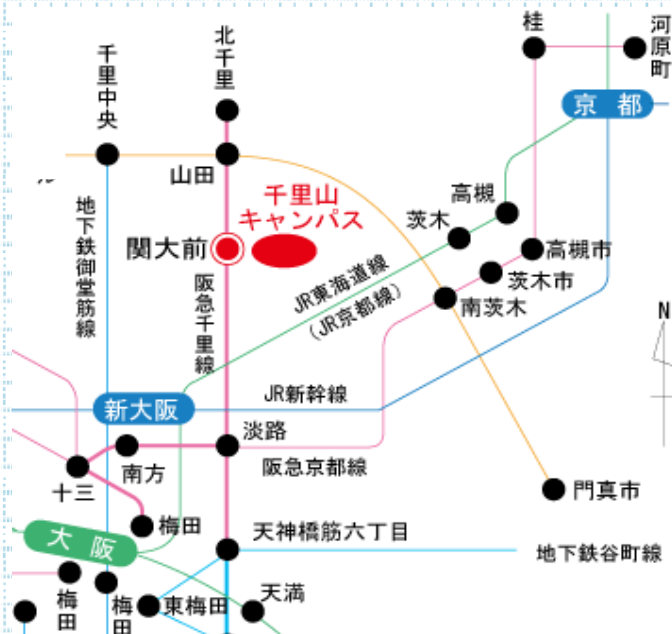 北千里
桂
河原町
千里中央
京都
山田
千里山
キャンパス
高槻
茨木
関大前
高槻市
地下鉄御堂筋線
JR東海道線
(JR京都線)
茨木市
南茨木
阪急千里線
N
JR新幹線
新大阪
淡路
阪急京都線
南方
十三
門真市
梅田
天神橋筋六丁目
大阪
地下鉄谷町線
梅田
梅田
東梅田
天満